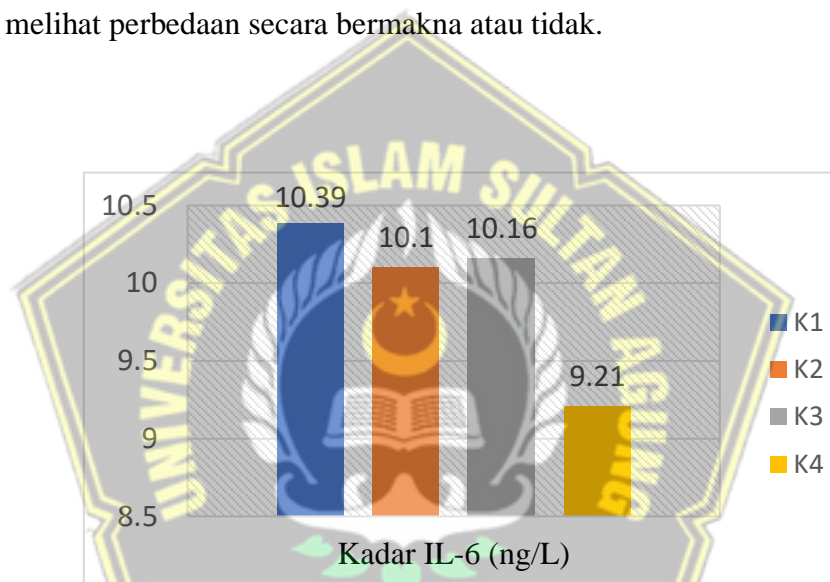 melihat perbedaan secara bermakna atau tidak.
UNIVERSITAS ISLAM SULTAN AGUNG
10.5
10
9.5
9
8.5
10.39
10.1
10.16
9.21
K1
K2
K3
K4
Kadar IL-6 (ng/L)